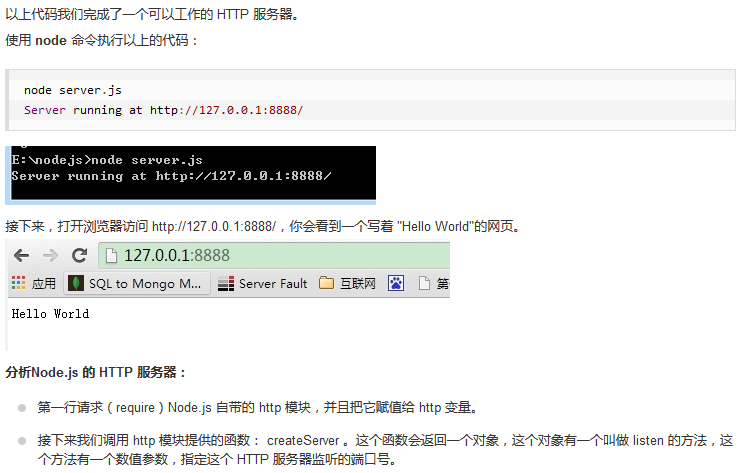 以上代码我们完成了一个可以工作的 HTTP 服务器。
使用 node 命令执行以上的代码：
node server.js
Server running at http://127.0.0.1:8888/
E:\nodejs>node server.js
Server running at http://127.0.0.1:8888/
接下来，打开浏览器访问 http://127.0.0.1:8888/，你会看到一个写着 "Hello World"的网页。
127.0.0.1:8888
应用 SQL to Mongo M... Server Fault 互联网 第
Hello World
分析Node.js 的 HTTP 服务器：
第一行请求（require）Node.js 自带的 http 模块，并且把它赋值给 http 变量。
接下来我们调用 http 模块提供的函数： createServer 。这个函数会返回一个对象，这个对象有一个叫做 listen 的方法，这
个方法有一个数值参数，指定这个 HTTP 服务器监听的端口号。